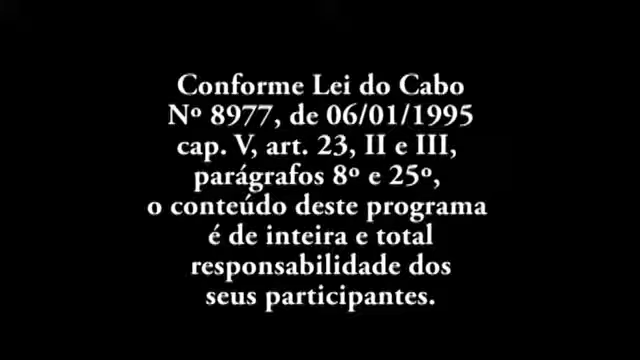 Conforme Lei do Cabo
Nº 8977, de 06/01/1995
cap. V, art. 23, II e III,
parágrafos 8º e 25º,
o conteúdo deste programa
é de inteira e total
responsabilidade dos
seus participantes.